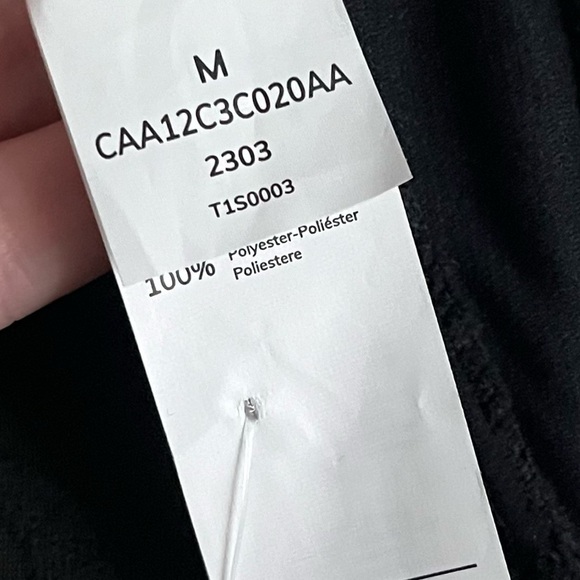 M
CAA12C3C020AA
2303
T1S0003
100% Polyester-Poliéster
Poliestere